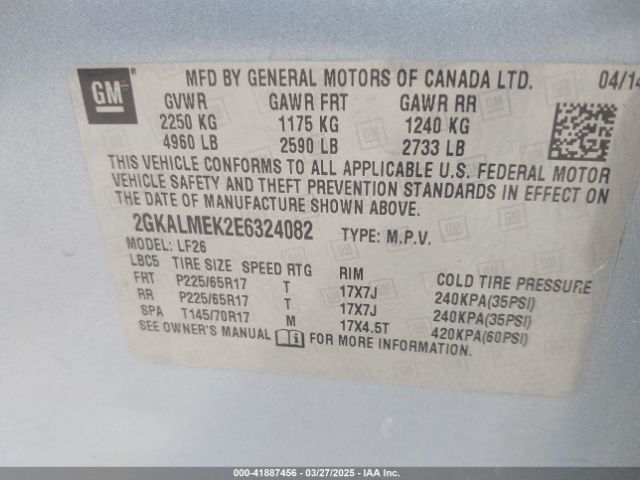 GM ® MFD BY GENERAL MOTORS OF CANADA LTD. 04/14
GVWR GAWR FRT GAWR RR
2250 KG 1175 KG 1240 KG
4960 LB 2590 LB 2733 LB
THIS VEHICLE CONFORMS TO ALL APPLICABLE U.S. FEDERAL MOTOR
VEHICLE SAFETY AND THEFT PREVENTION STANDARDS IN EFFECT ON
THE DATE OF MANUFACTURE SHOWN ABOVE.
2GKALMEK2E6324082 TYPE: M.P.V.
MODEL: LF26
LBC5 TIRE SIZE SPEED RTG RIM COLD TIRE PRESSURE
FRT P225/65R17 T 17X7J 240KPA(35PSI)
RR P225/65R17 T 17X7J 240KPA(35PSI)
SPA T145/70R17 M 17X4.5T 420KPA(60PSI)
SEE OWNER'S MANUAL FOR MORE INFORMATION.
000-41887456 - 03/27/2025 - IAA Inc.